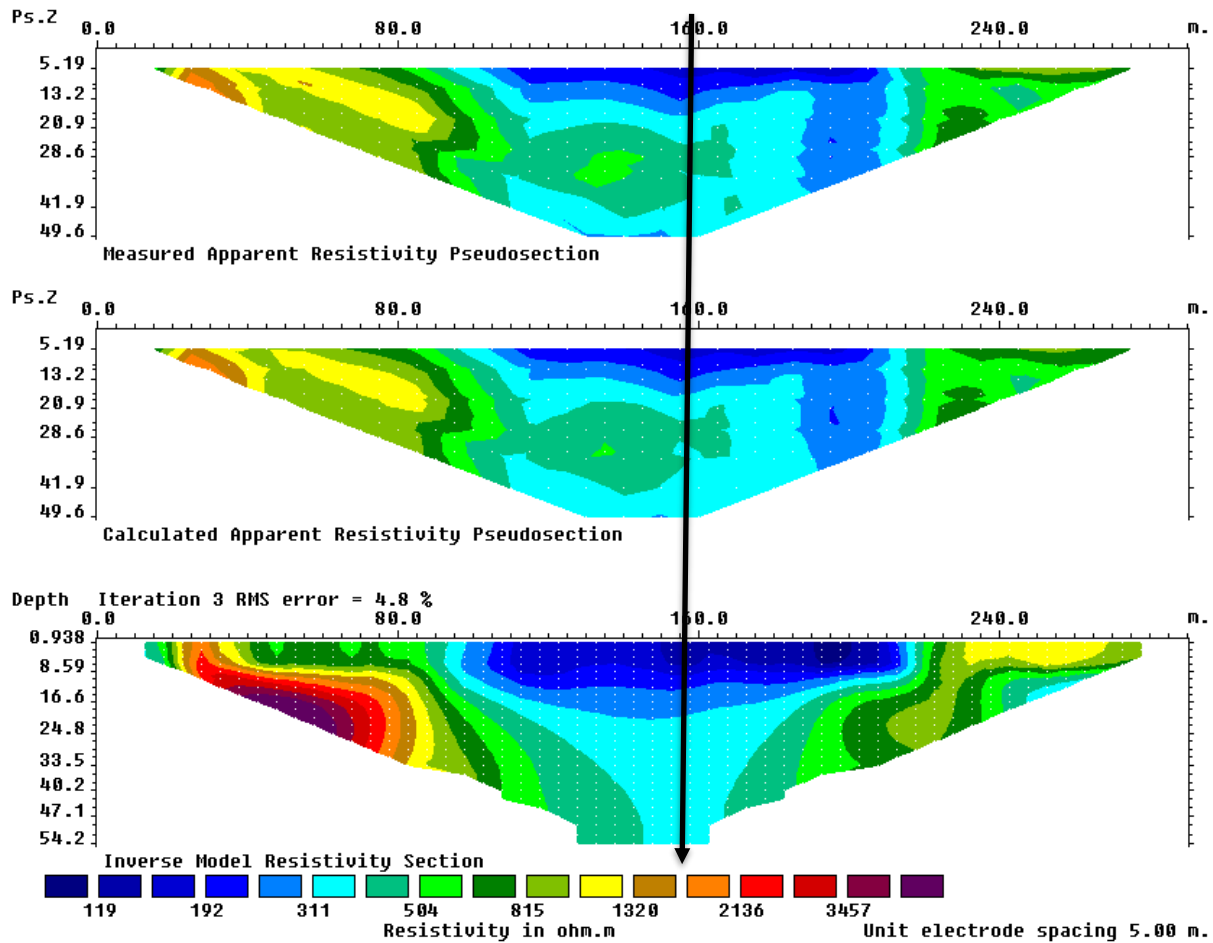 Ps.Z
0.0 80.0 160.0 240.0 m.
5.19
13.2
20.9
28.6
41.9
49.6
Measured Apparent Resistivity Pseudosection
Ps.Z
0.0 80.0 160.0 240.0 m.
5.19
13.2
20.9
28.6
41.9
49.6
Calculated Apparent Resistivity Pseudosection
Depth Iteration 3 RMS error = 4.8 %
0.0 80.0 160.0 240.0 m.
0.938
8.59
16.6
24.8
33.5
40.2
47.1
54.2
Inverse Model Resistivity Section
119 192 311 504 815 1320 2136 3457
Resistivity in ohm.m Unit electrode spacing 5.00 m.